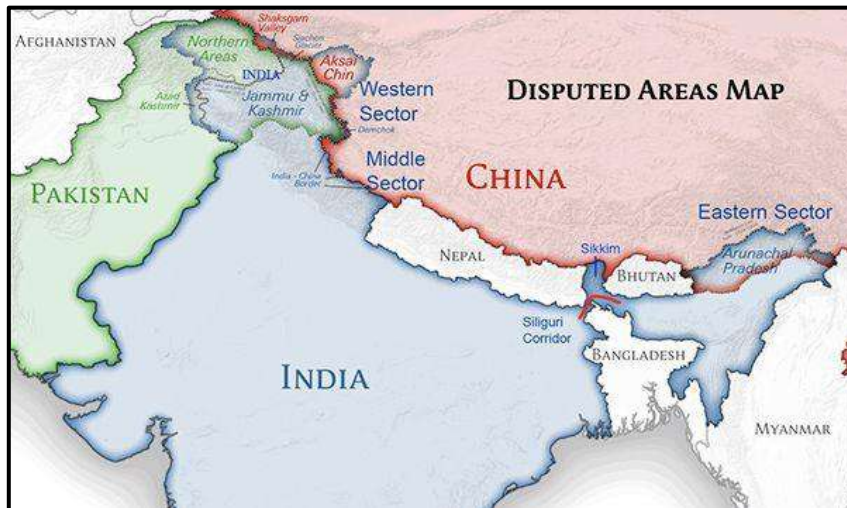 AFGHANISTAN
Shaksgam
Valley
Siachen
Glacier
Northern
Areas
INDIA
Aksai
Chin
Azad
Kashmir
Jammu &
Kashmir
Western
Sector
Demchok
DISPUTED AREAS MAP
India - China
Border
Middle
Sector
PAKISTAN
CHINA
Eastern Sector
NEPAL
Sikkim
BHUTAN
Arunachal
Pradesh
Siliguri
Corridor
BANGLADESH
INDIA
MYANMAR